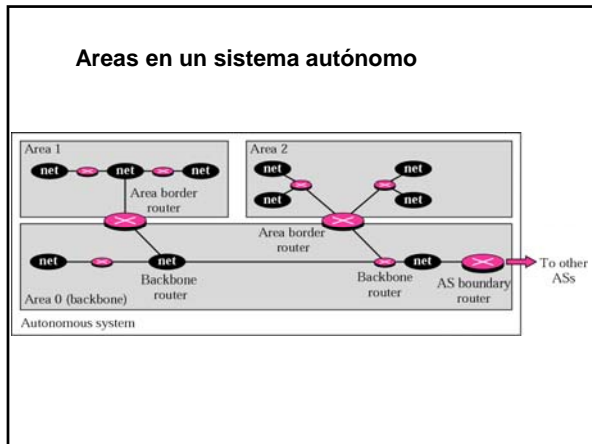 Areas en un sistema autónomo
Area 1
net
net
net
Area border
router
Area 2
net
net
net
net
Area border
router
net
net
Backbone
router
Backbone
router
net
AS boundary
router
To other
ASs
Area 0 (backbone)
Autonomous system